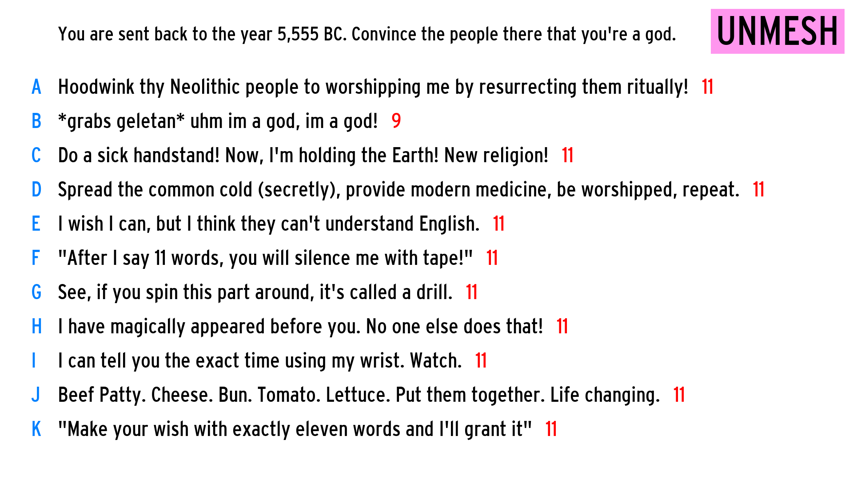 You are sent back to the year 5,555 BC. Convince the people there that you're a god.
UNMESH
A Hoodwink thy Neolithic people to worshipping me by resurrecting them ritually! 11
B *grabs geletan* uhm im a god, im a god! 9
C Do a sick handstand! Now, I'm holding the Earth! New religion! 11
D Spread the common cold (secretly), provide modern medicine, be worshipped, repeat. 11
E I wish I can, but I think they can't understand English. 11
F "After I say 11 words, you will silence me with tape!" 11
G See, if you spin this part around, it's called a drill. 11
H I have magically appeared before you. No one else does that! 11
I I can tell you the exact time using my wrist. Watch. 11
J Beef Patty. Cheese. Bun. Tomato. Lettuce. Put them together. Life changing. 11
K "Make your wish with exactly eleven words and I'll grant it" 11